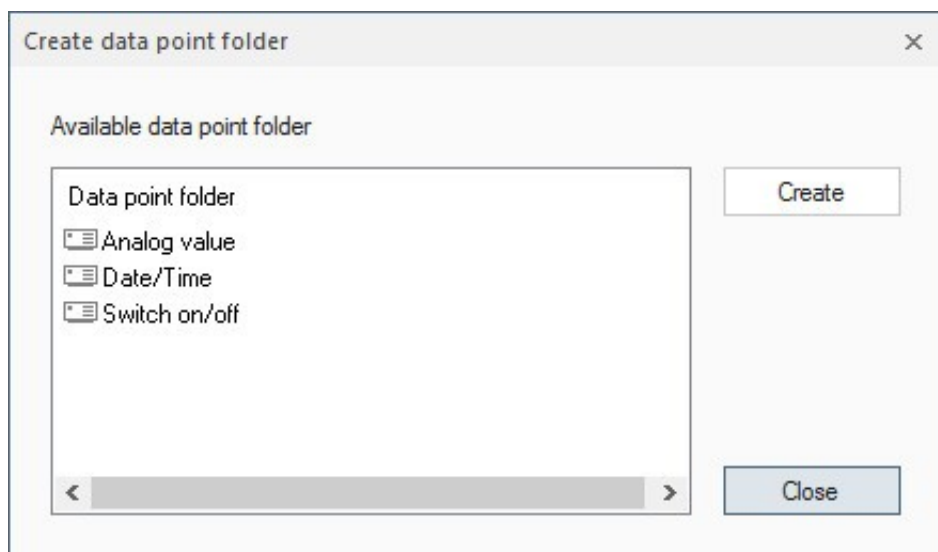 Create data point folder
Available data point folder
Data point folder
Create
Analog value
Date/Time
Switch on/off
Close